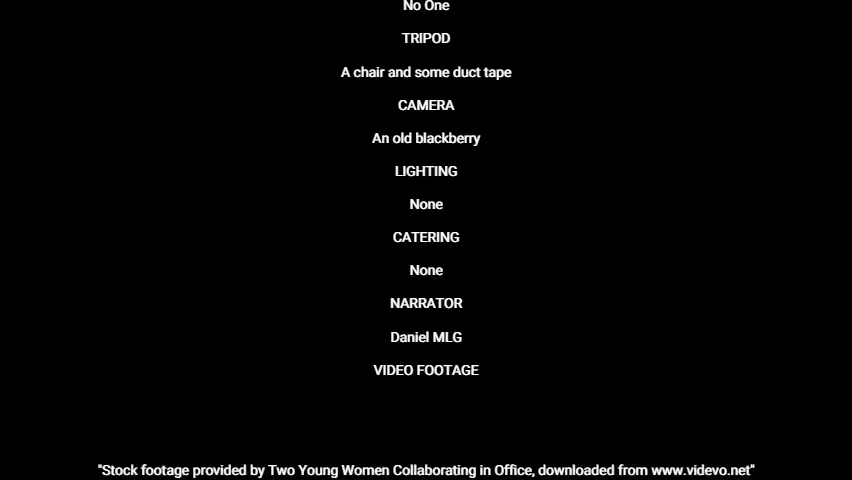 No One
TRIPOD
A chair and some duct tape
CAMERA
An old blackberry
LIGHTING
None
CATERING
None
NARRATOR
Daniel MLG
VIDEO FOOTAGE
"Stock footage provided by Two Young Women Collaborating in Office, downloaded from www.videvo.net"